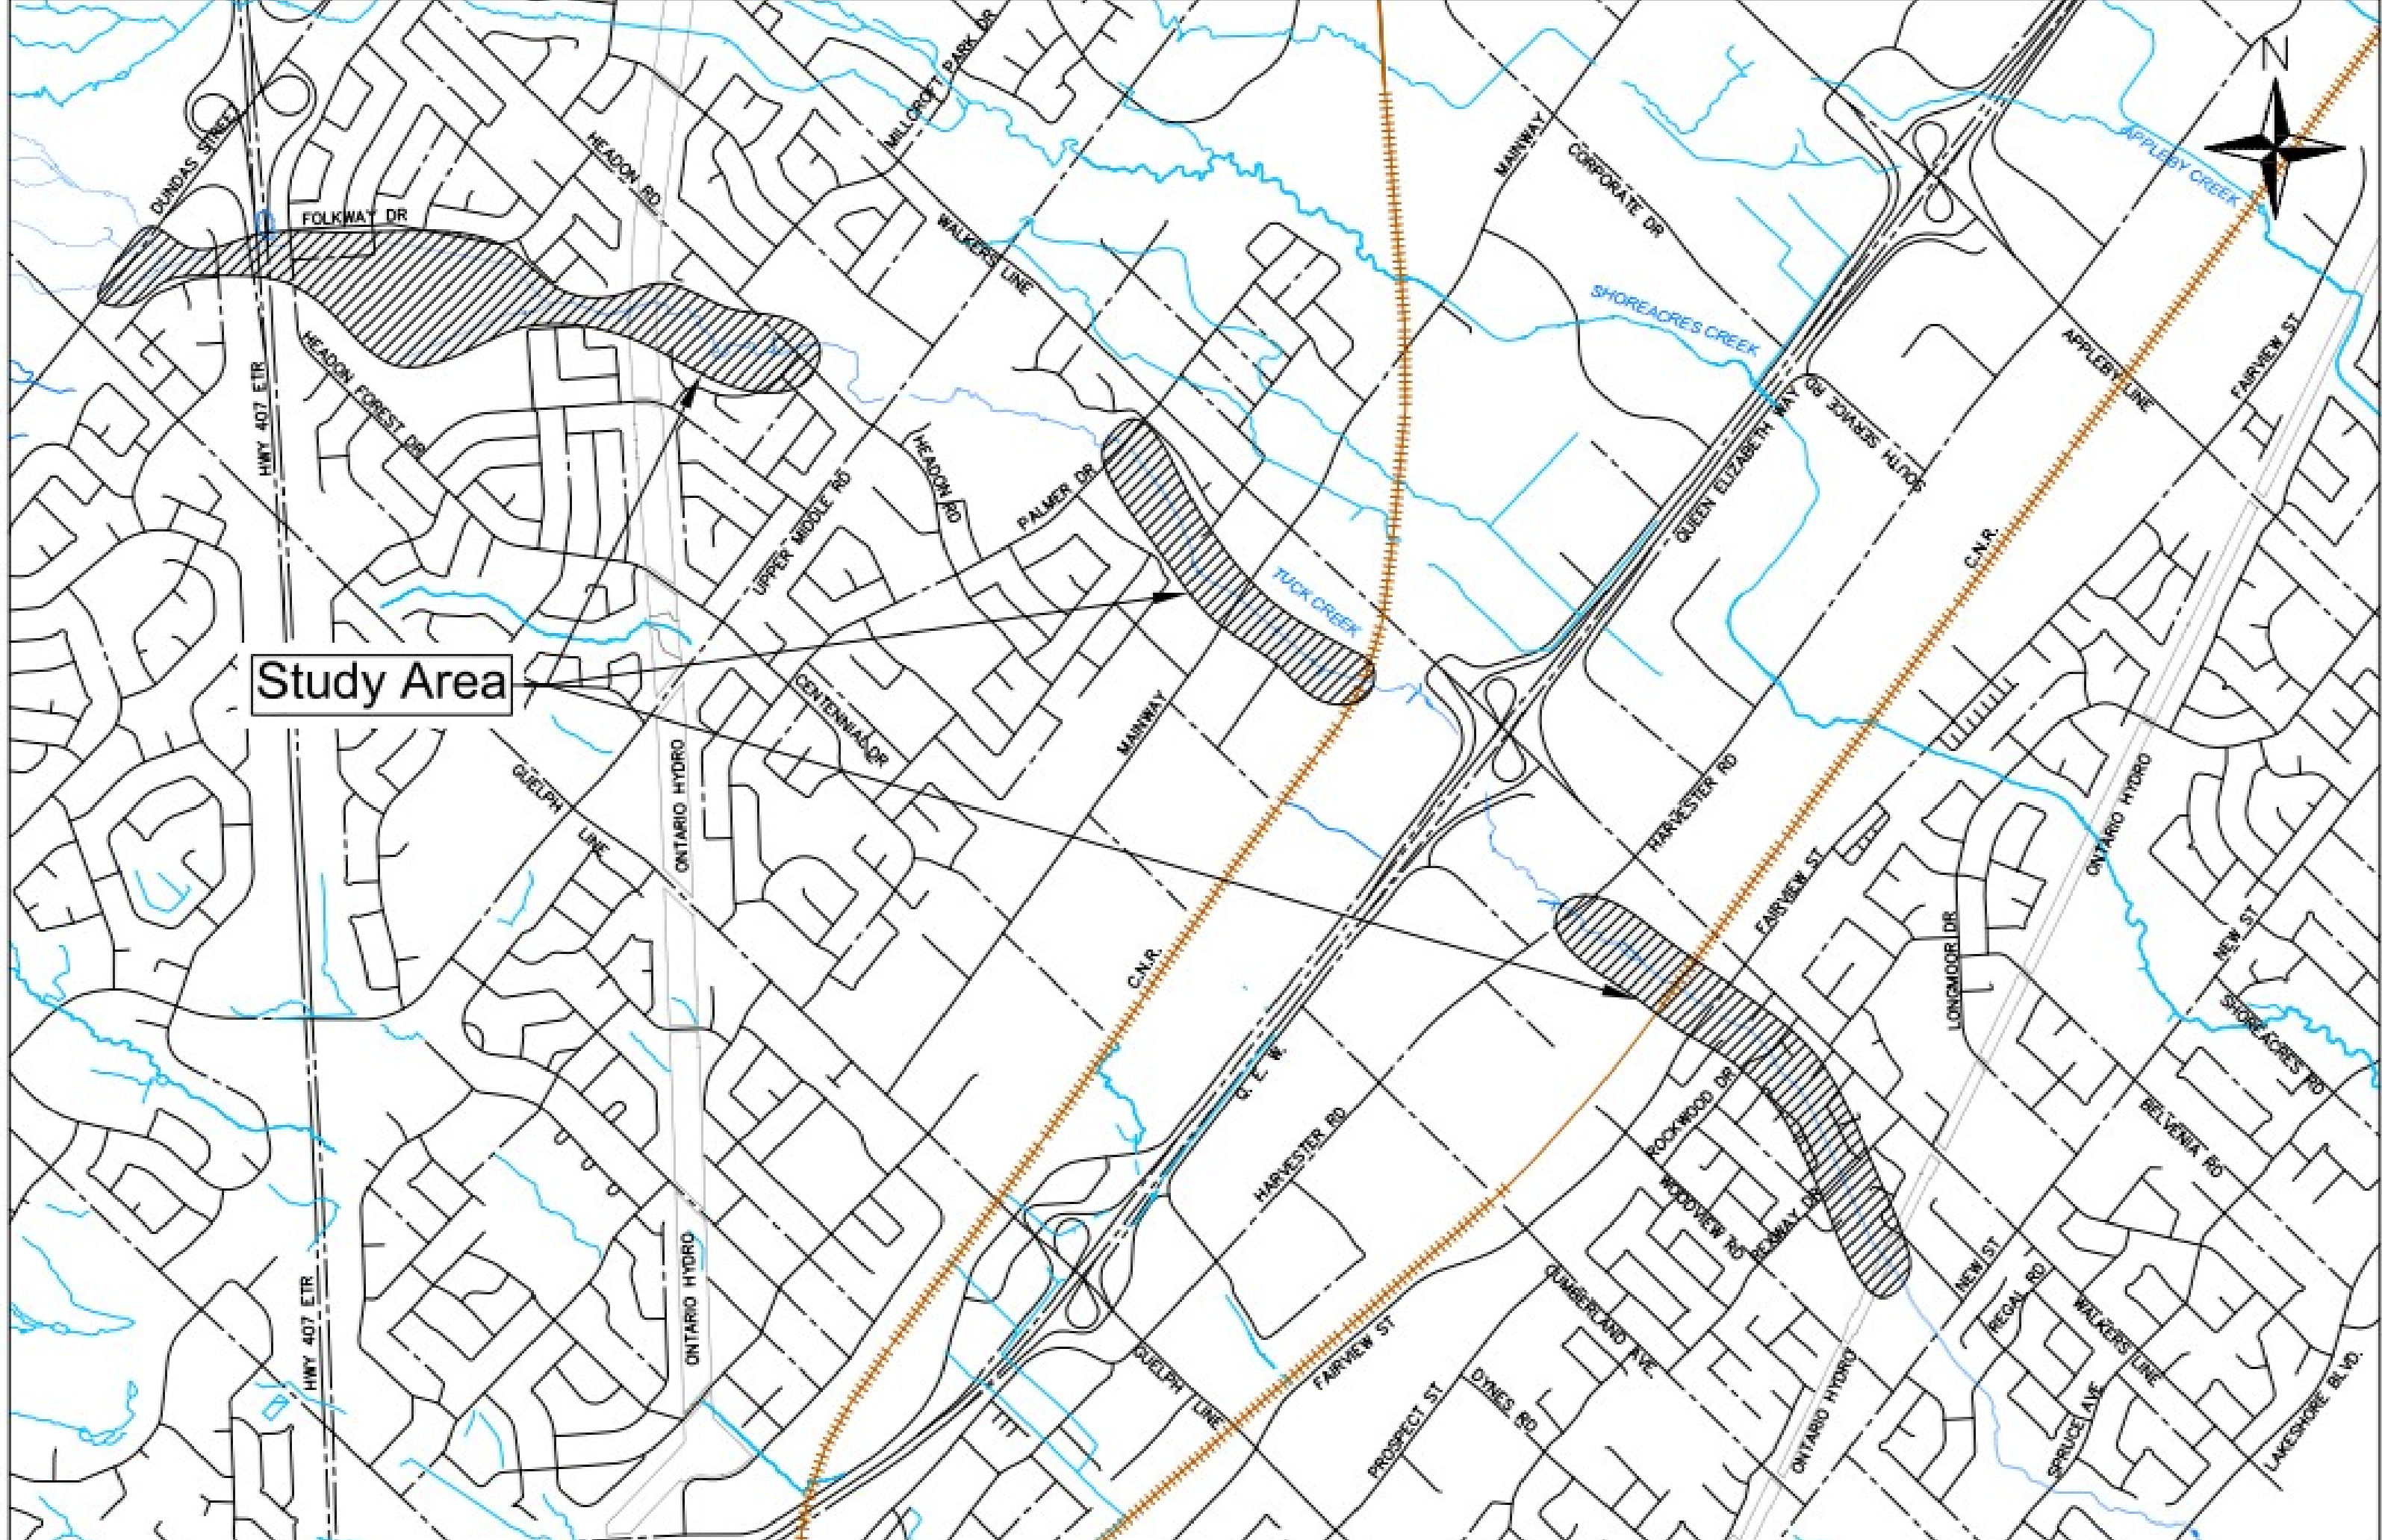 N
MILLCROFT PARK DR
DUNDAS STREET
HEADON RD
MAINWAY
CORPORATE DR
APPLEBY CREEK
FOLKWAY DR
WALKERS LINE
SHOREACRES CREEK
HWY 407 ETR
HEADON FOREST DR
APPLEBY LINE
FAIRVIEW ST
SOUTH SERVICE RD
QUEEN ELIZABETH WAY
HEADON RD
PALMER DR
UPPER MIDDLE RD
C.N.R.
TUCK CREEK
Study Area
CENTENNIAL DR
MAINWAY
GUELPH
LINE
ONTARIO HYDRO
HARVESTER RD
ONTARIO HYDRO
FAIRVIEW ST
NEW ST
C.N.R.
LONGMOOR DR
SHOREACRES RD
Q. E. W.
ROCKWOOD DR
BELVENIA RD
HARVESTER RD
WOODVIEW RD
REXWAY DR
ONTARIO HYDRO
HWY 407 ETR
NEW ST
REGAL RD
CUMBERLAND AVE.
WALKERS LINE
GUELPH
LINE
FAIRVIEW ST
PROSPECT ST
DYNES RD
ONTARIO HYDRO
SPRUCE AVE
LAKESHORE BLVD.